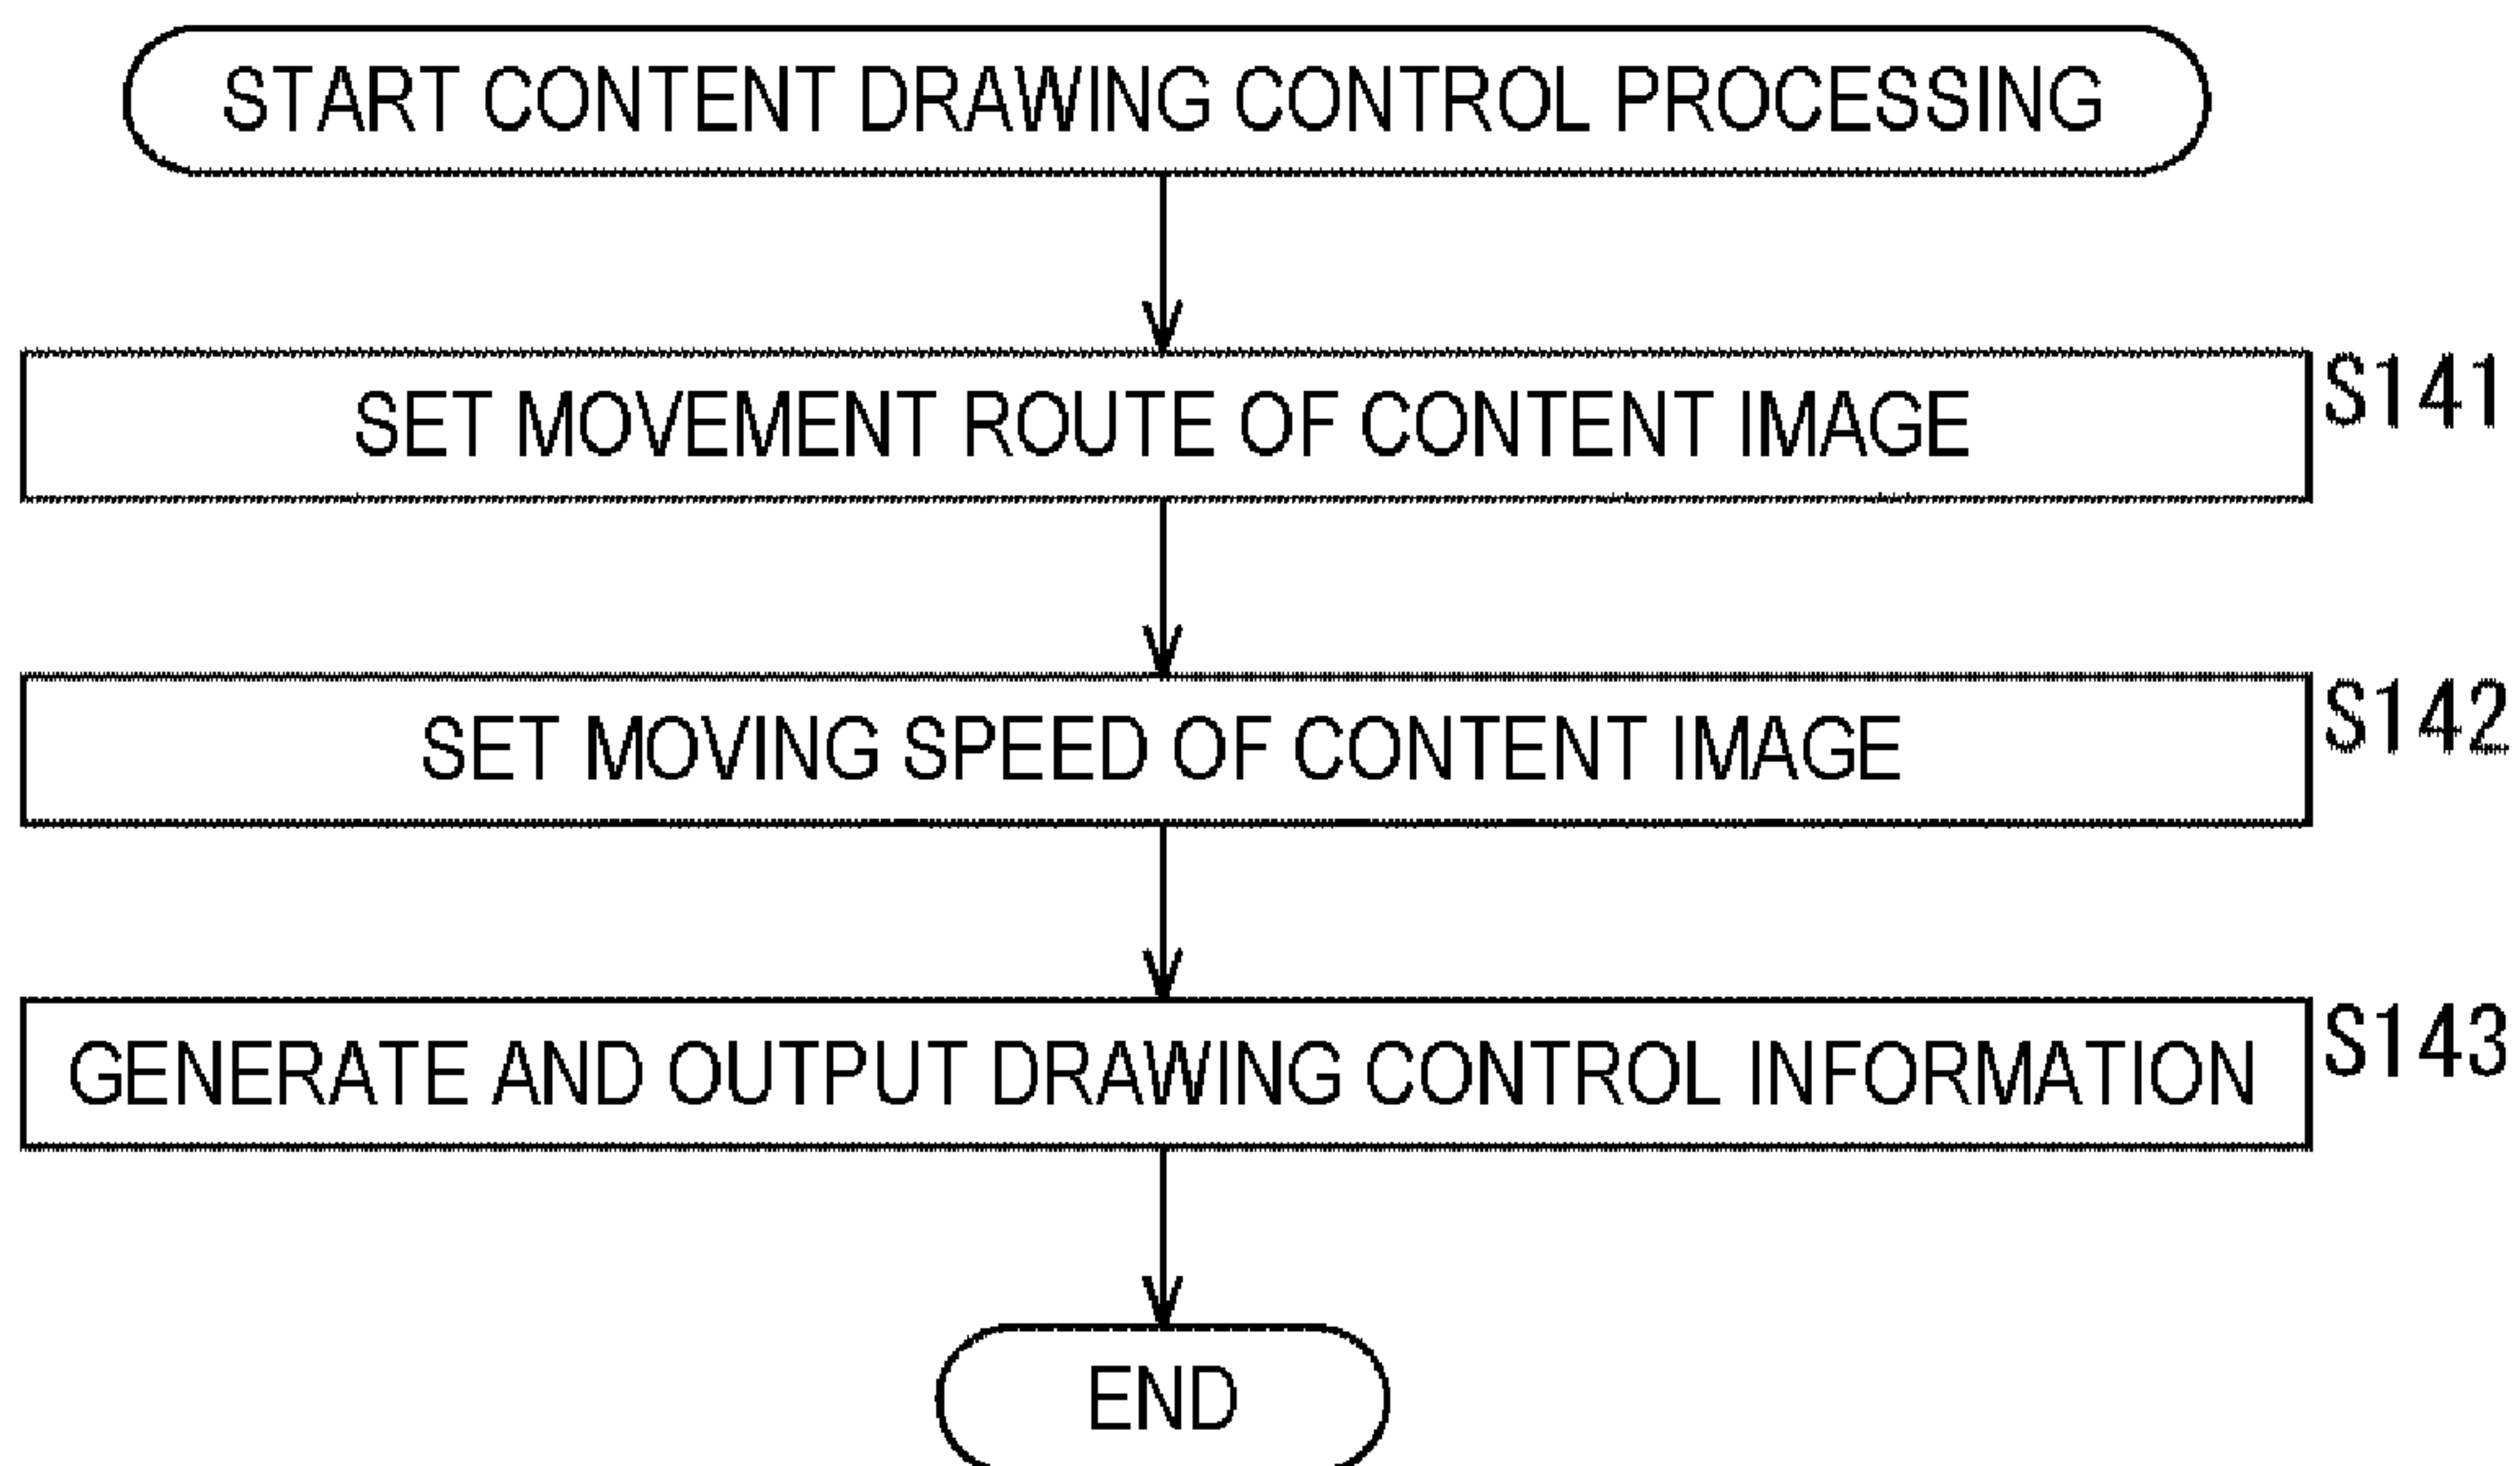 START CONTENT DRAWING CONTROL PROCESSING
SET MOVEMENT ROUTE OF CONTENT IMAGE
S141
SET MOVING SPEED OF CONTENT IMAGE
S142
GENERATE AND OUTPUT DRAWING CONTROL INFORMATION
S143
END